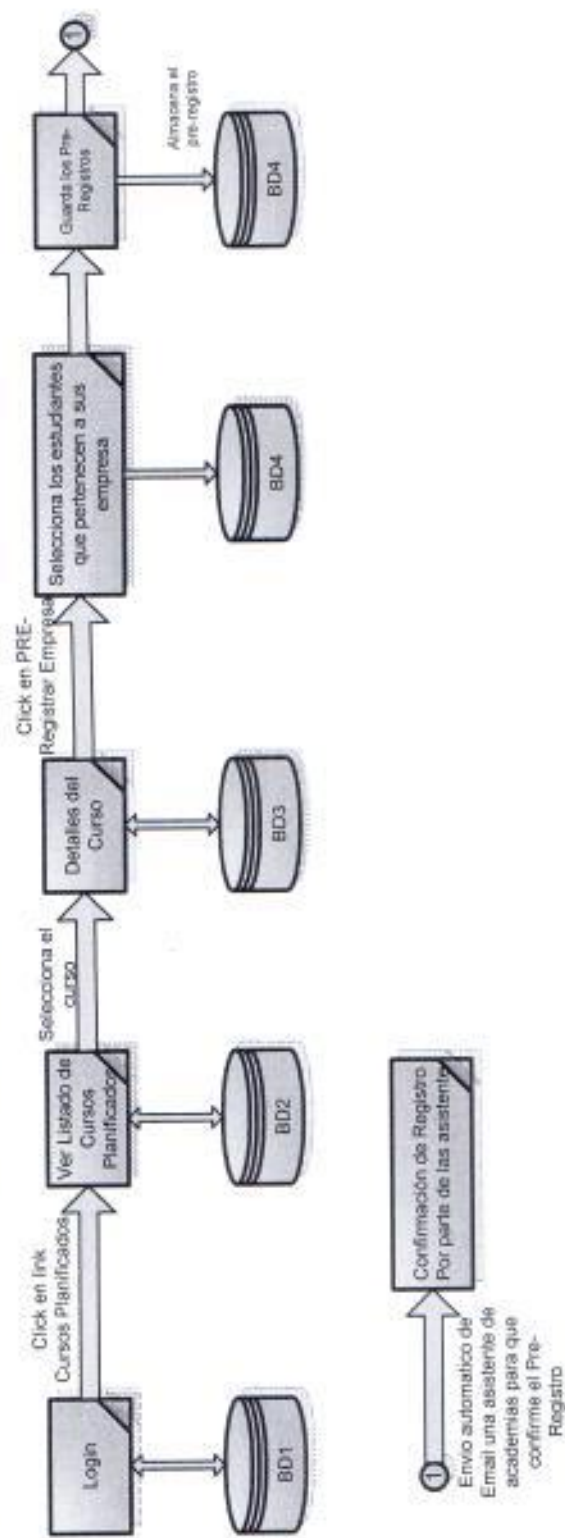 Login
Click en link
Cursos Planificados
Ver Listado de
Cursos
Planificados
Selecciona el
curso
Detalles del
Curso
Click en PRE-
Registrar Empresa
Selecciona los estudiantes
que pertenecen a sus
empresa
Guarda los Pre-
Registros
1
BD1
BD2
BD3
BD4
Almacena el
pre-registro
BD4
1
Envio automatico de
Email una asistente de
academias para que
confirme el Pre-
Registro
Confirmación de Registro
Por parte de las asistente